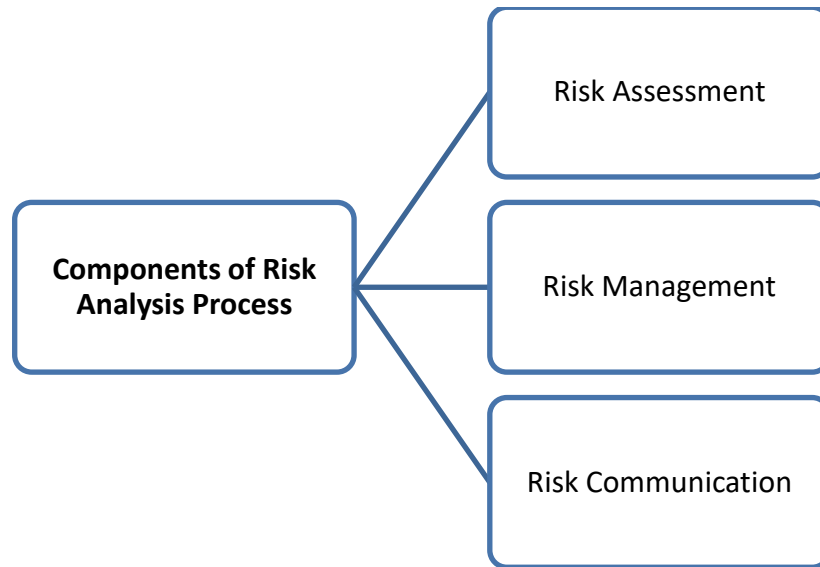 Risk Assessment
Components of Risk
Analysis Process
Risk Management
Risk Communication